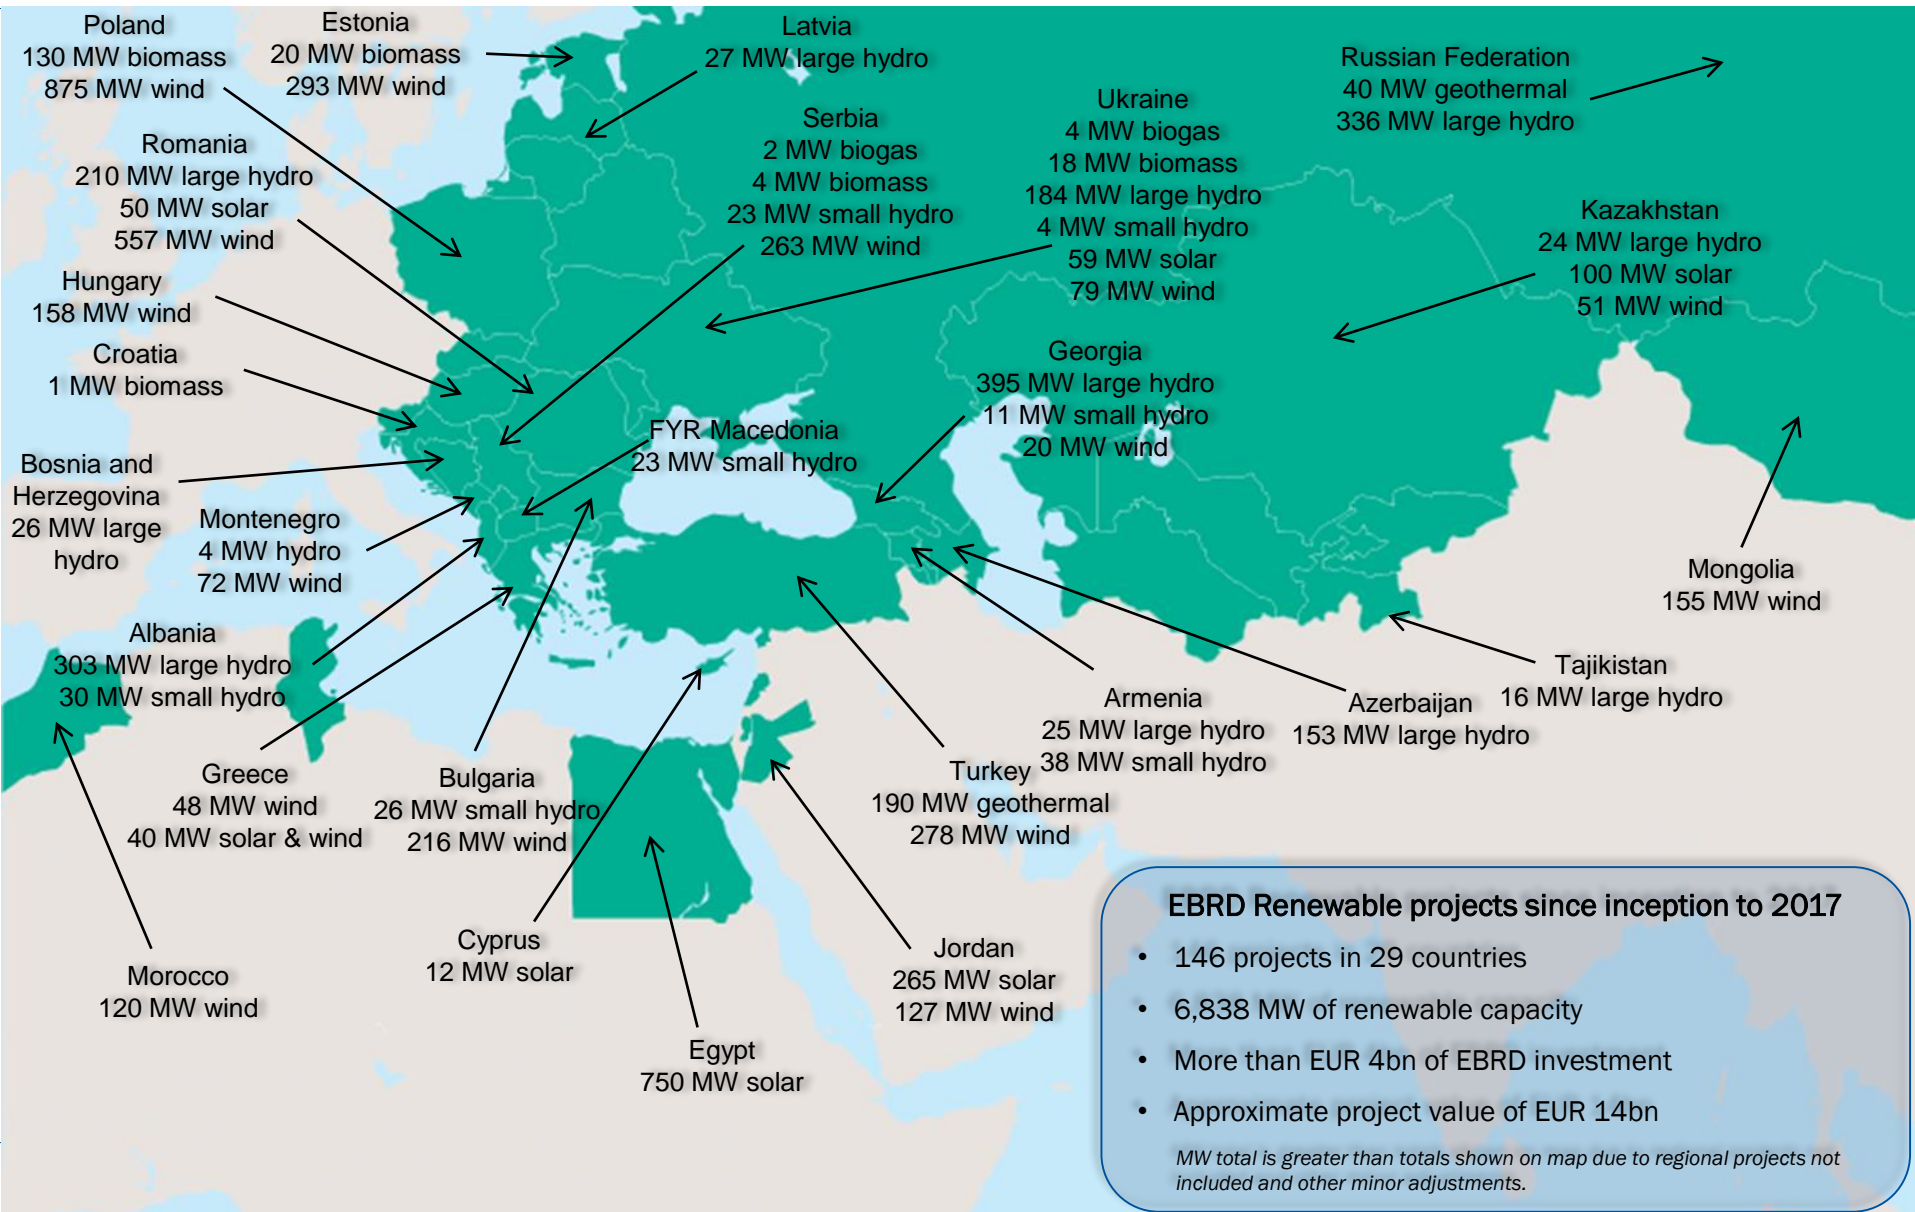 Poland
130 MW biomass
875 MW wind
Estonia
20 MW biomass
293 MW wind
Latvia
27 MW large hydro
Russian Federation
40 MW geothermal
336 MW large hydro
Romania
210 MW large hydro
50 MW solar
557 MW wind
Serbia
2 MW biogas
4 MW biomass
23 MW small hydro
263 MW wind
Ukraine
4 MW biogas
18 MW biomass
184 MW large hydro
4 MW small hydro
59 MW solar
79 MW wind
Kazakhstan
24 MW large hydro
100 MW solar
51 MW wind
Hungary
158 MW wind
Croatia
1 MW biomass
Georgia
395 MW large hydro
11 MW small hydro
20 MW wind
FYR Macedonia
23 MW small hydro
Bosnia and
Herzegovina
26 MW large
hydro
Montenegro
4 MW hydro
72 MW wind
Mongolia
155 MW wind
Albania
303 MW large hydro
30 MW small hydro
Tajikistan
16 MW large hydro
Armenia
25 MW large hydro
38 MW small hydro
Azerbaijan
153 MW large hydro
Greece
48 MW wind
40 MW solar & wind
Bulgaria
26 MW small hydro
216 MW wind
Turkey
190 MW geothermal
278 MW wind
Cyprus
12 MW solar
Jordan
265 MW solar
127 MW wind
Morocco
120 MW wind
Egypt
750 MW solar
EBRD Renewable projects since inception to 2017
• 146 projects in 29 countries
• 6,838 MW of renewable capacity
• More than EUR 4bn of EBRD investment
• Approximate project value of EUR 14bn
MW total is greater than totals shown on map due to regional projects not
included and other minor adjustments.